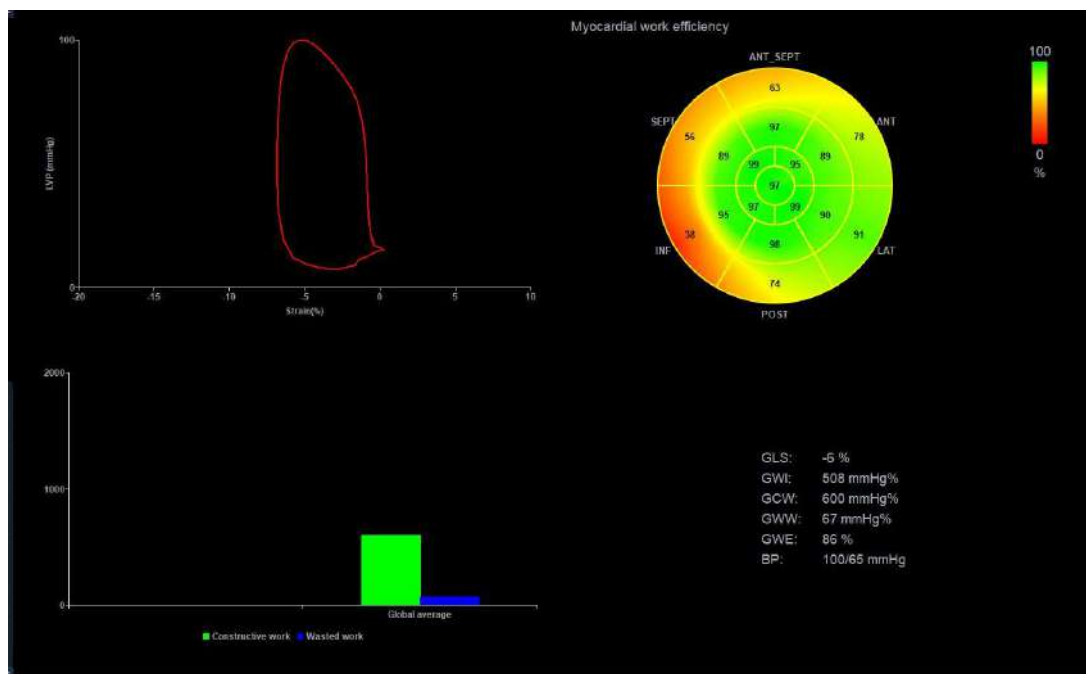 Myocardial work efficiency
100
LVP (mmHg)
0
-20 -15 -10 -5 0 5 10
Strain(%)
ANT_SEPT
63
SEPT 56 97 78 ANT
89 99 95 89
97
95 97 99 90
INF 38 98 91 LAT
74
POST
100
0
%
2000
1000
0
Global average
Constructive work Wasted work
GLS: -6 %
GWI: 508 mmHg%
GCW: 600 mmHg%
GWW: 67 mmHg%
GWE: 86 %
BP: 100/65 mmHg